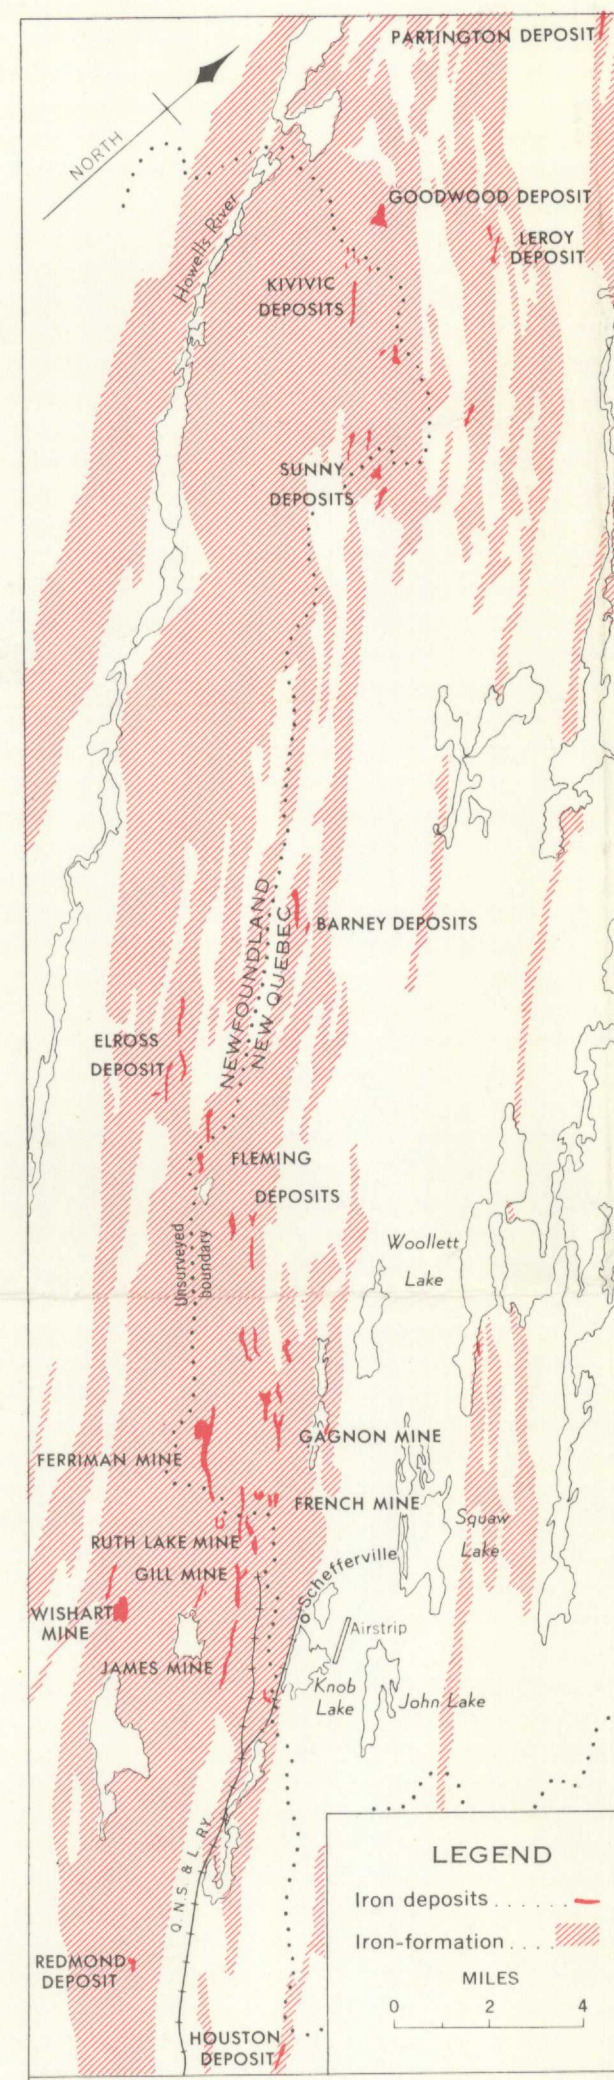 PARTINGTON DEPOSIT
NORTH
GOODWOOD DEPOSIT
Howells River
LEROY
DEPOSIT
KIVIVIC
DEPOSITS
SUNNY
DEPOSITS
NEWFOUNDLAND
NEW QUEBEC
BARNEY DEPOSITS
ELROSS
DEPOSIT
FLEMING
DEPOSITS
Unsurveyed
boundary
Woollett
Lake
GAGNON MINE
FERRIMAN MINE
FRENCH MINE
RUTH LAKE MINE
Squaw
Lake
GILL MINE
Schefferville
WISHART
MINE
Airstrip
JAMES MINE
Knob
Lake
John Lake
Q.N.S. & L. RY
REDMOND
DEPOSIT
HOUSTON
DEPOSIT
LEGEND
Iron deposits . . . . . .
Iron-formation . . . .
MILES
0 2 4